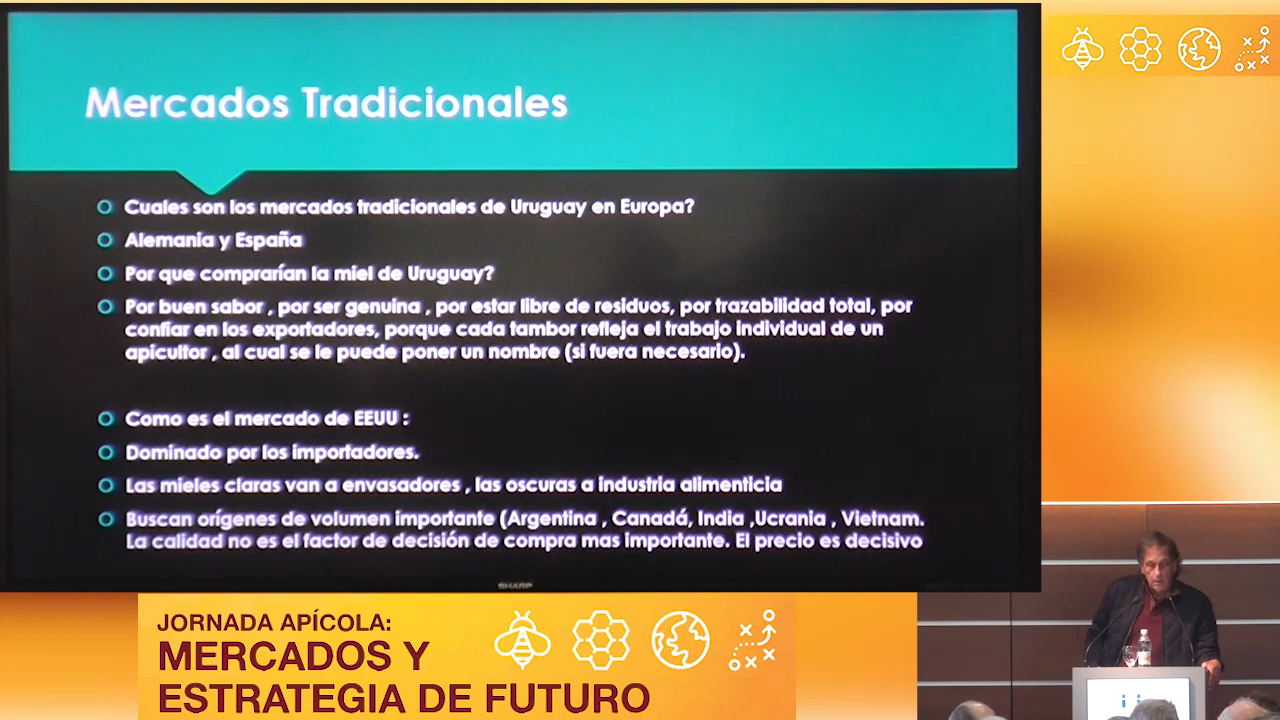 Mercados Tradicionales
Cuales son los mercados tradicionales de Uruguay en Europa?
Alemania y España
Por que comprarían la miel de Uruguay?
Por buen sabor , por ser genuina , por estar libre de residuos, por trazabilidad total, por
confiar en los exportadores, porque cada tambor refleja el trabajo individual de un
apicultor , al cual se le puede poner un nombre (si fuera necesario).
Como es el mercado de EEUU :
Dominado por los importadores.
Las mieles claras van a envasadores , las oscuras a industria alimenticia
Buscan orígenes de volumen importante (Argentina , Canadá, India ,Ucrania , Vietnam.
La calidad no es el factor de decisión de compra mas importante. El precio es decisivo
SHARP
JORNADA APÍCOLA:
MERCADOS Y
ESTRATEGIA DE FUTURO